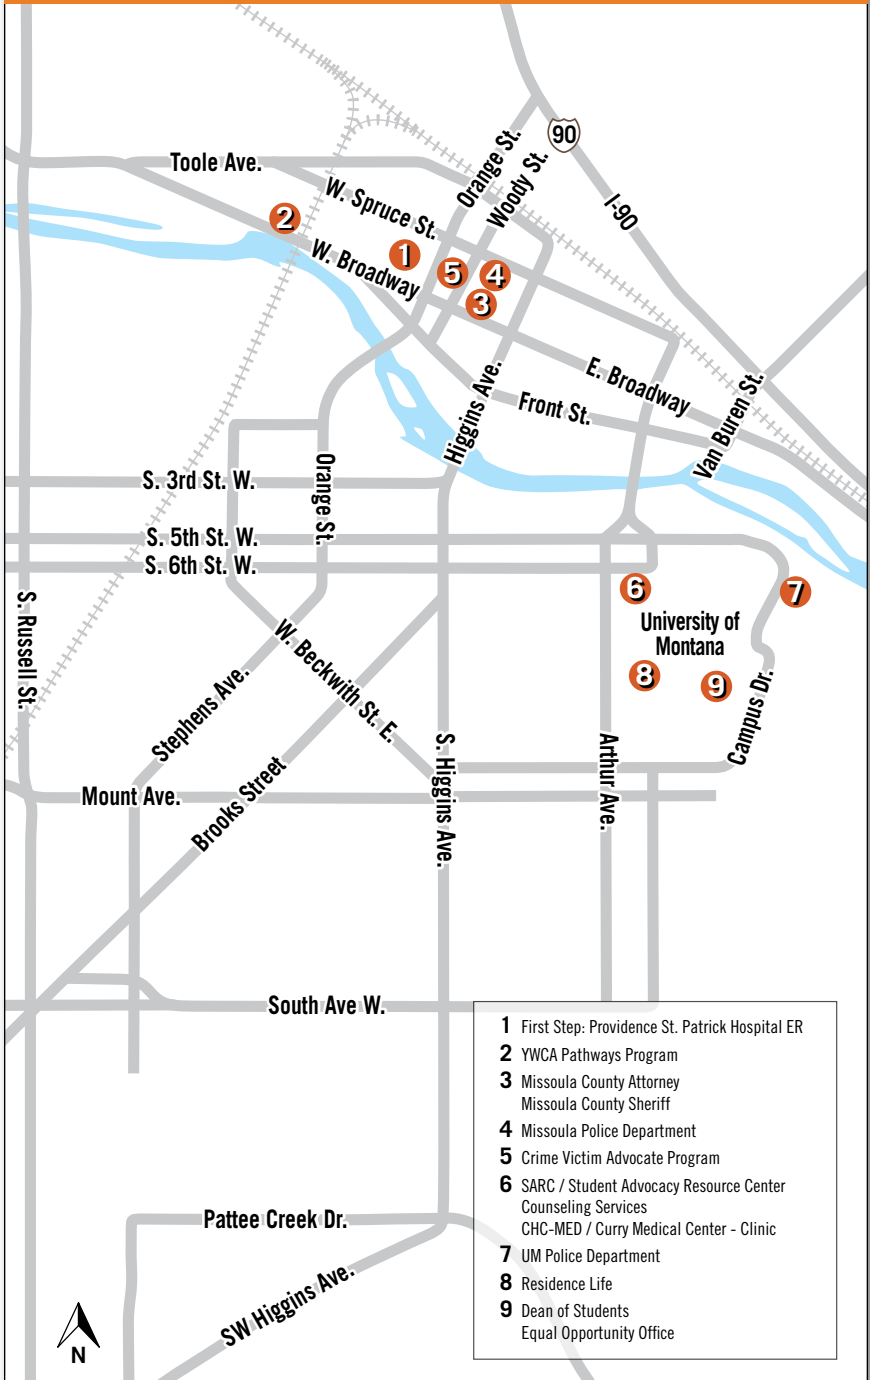 90
Orange St.
Woody St.
Toole Ave.
W. Spruce St.
I-90
2
1
W. Broadway
5
4
3
E. Broadway
Higgins Ave.
Front St.
Van Buren St.
Orange St.
S. 3rd St. W.
S. 5th St. W.
S. 6th St. W.
6
7
S. Russell St.
University of
Montana
W. Beckwith St. E.
8
9
Stephens Ave.
Campus Dr.
S. Higgins Ave.
Arthur Ave.
Mount Ave.
Brooks Street
South Ave W.
1 First Step: Providence St. Patrick Hospital ER
2 YWCA Pathways Program
3 Missoula County Attorney
Missoula County Sheriff
4 Missoula Police Department
5 Crime Victim Advocate Program
6 SARC / Student Advocacy Resource Center
Counseling Services
CHC-MED / Curry Medical Center - Clinic
7 UM Police Department
8 Residence Life
9 Dean of Students
Equal Opportunity Office
Pattee Creek Dr.
SW Higgins Ave.
N